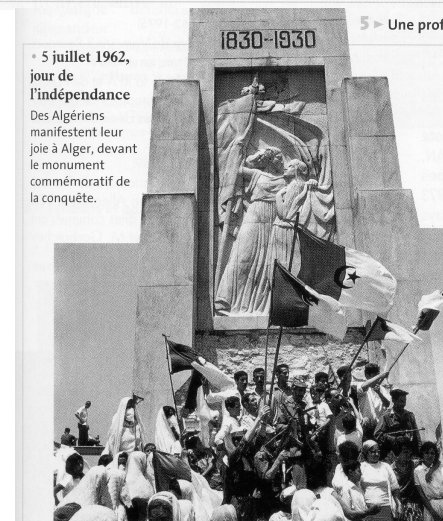 5 ► Une prof
1830-1930
• 5 juillet 1962,
jour de
l'indépendance
Des Algériens
manifestent leur
joie à Alger, devant
le monument
commémoratif de
la conquête.